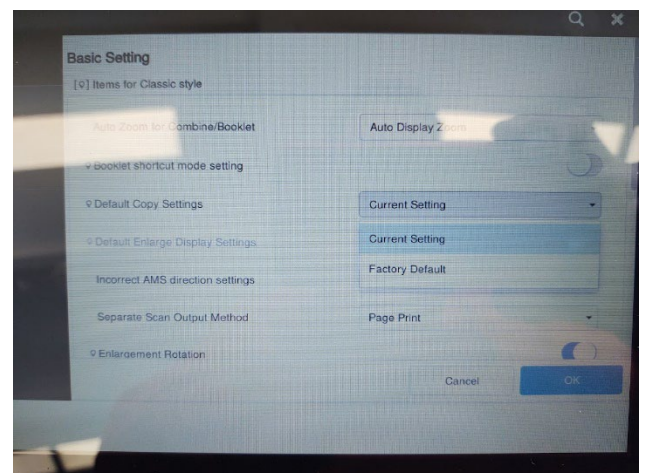 Basic Setting
[♀] Items for Classic style
Auto Zoom for Combine/Booklet Auto Display Zoom
♀ Booklet shortcut mode setting
♀ Default Copy Settings Current Setting
♀ Default Enlarge Display Settings Current Setting
Factory Default
Incorrect AMS direction settings
Separate Scan Output Method Page Print
♀ Enlargement Rotation
Cancel OK